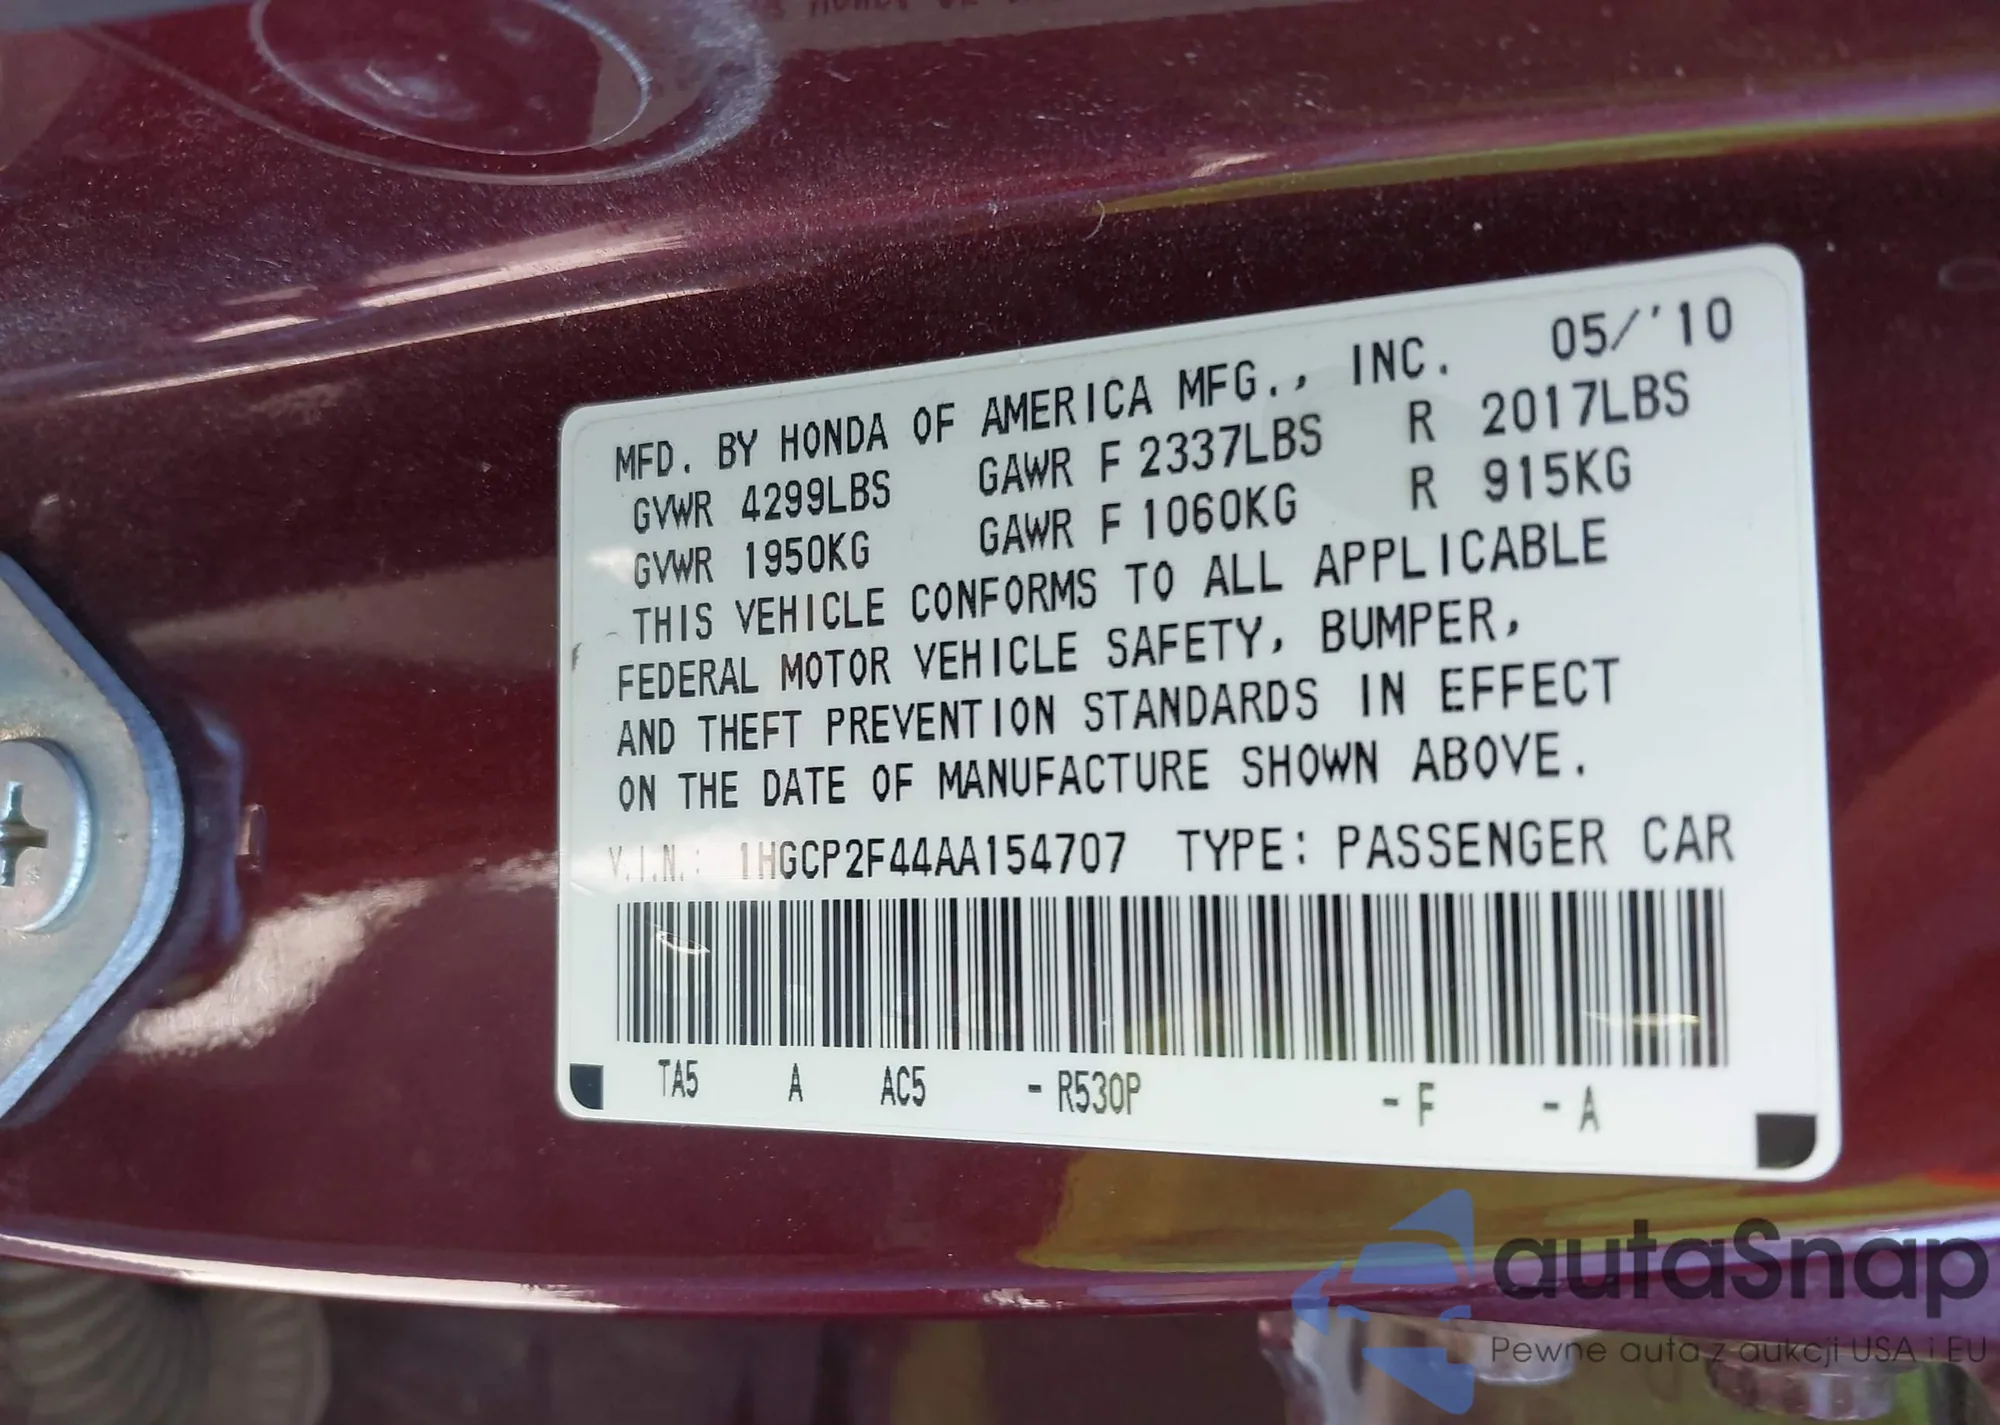 MFD. BY HONDA OF AMERICA MFG., INC. 05/'10
GVWR 4299LBS GAWR F 2337LBS R 2017LBS
GVWR 1950KG GAWR F 1060KG R 915KG
THIS VEHICLE CONFORMS TO ALL APPLICABLE
FEDERAL MOTOR VEHICLE SAFETY, BUMPER,
AND THEFT PREVENTION STANDARDS IN EFFECT
ON THE DATE OF MANUFACTURE SHOWN ABOVE.
V.I.N.: 1HGCP2F44AA154707 TYPE: PASSENGER CAR
TA5 A AC5 - R530P - F - A
autaSnap
Pewne auta z aukcji USA i EU